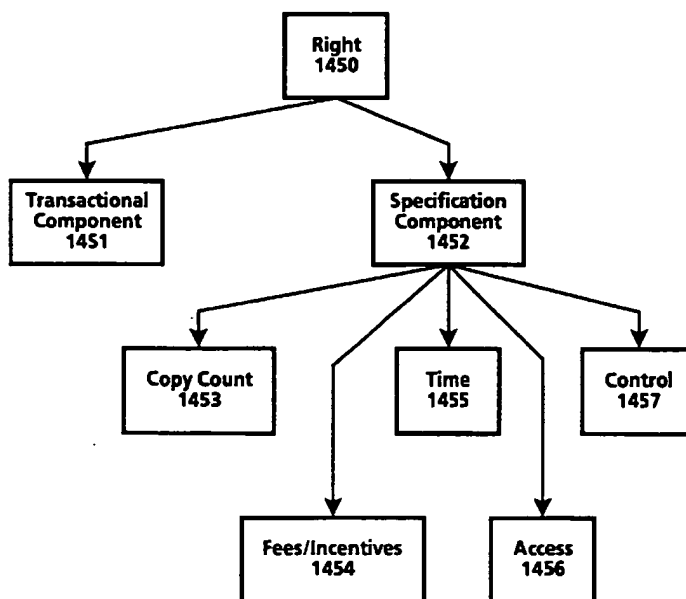 Right
1450
Transactional
Component
1451
Specification
Component
1452
Copy Count
1453
Time
1455
Control
1457
Fees/Incentives
1454
Access
1456